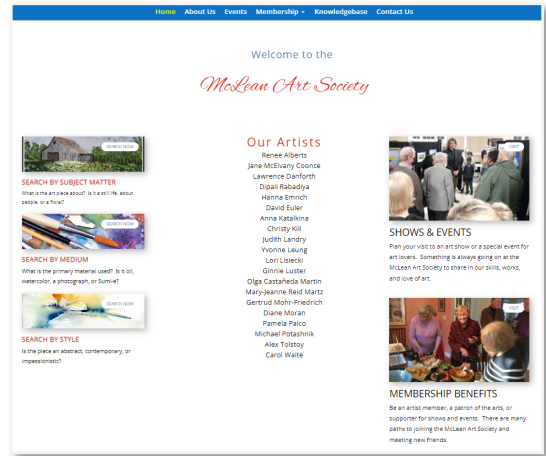 Home About Us Events Membership Knowledgebase Contact Us
Welcome to the
McLean Art Society
SEARCH NOW
SEARCH BY SUBJECT MATTER
What is the art piece about? Is it a still life, about
people, or a floral?
SEARCH NOW
SEARCH BY MEDIUM
What is the primary material used? Is it oil,
watercolor, a photograph, or Sumi-e?
SEARCH NOW
SEARCH BY STYLE
Is the piece an abstract, contemporary, or
impessionistic?
Our Artists
Renee Alberts
Jane McElvany Coonce
Lawrence Danforth
Dipali Rabadiya
Hanna Emrich
David Euler
Anna Katalkina
Christy Kill
Judith Landry
Yvonne Leung
Lori Lisiecki
Ginnie Luster
Olga Castañeda Martin
Mary-Jeanne Reid Martz
Gertrud Mohr-Friedrich
Diane Moran
Pamela Palco
Michael Potashnik
Alex Tolstoy
Carol Waite
VISIT
SHOWS & EVENTS
Plan your visit to an art show or a special event for
art lovers. Something is always going on at the
McLean Art Society to share in our skills, works,
and love of art.
VISIT
MEMBERSHIP BENEFITS
Be an artist member, a patron of the arts, or
supporter for shows and events. There are many
paths to joining the McLean Art Society and
meeting new friends.